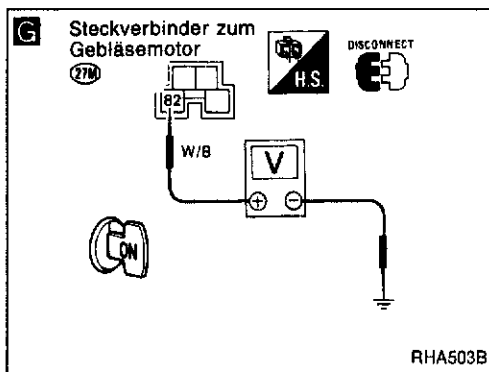 G
Steckverbinder zum
Gebläsemotor
27M
H.S.
DISCONNECT
82
W/B
V
ON
RHA503B